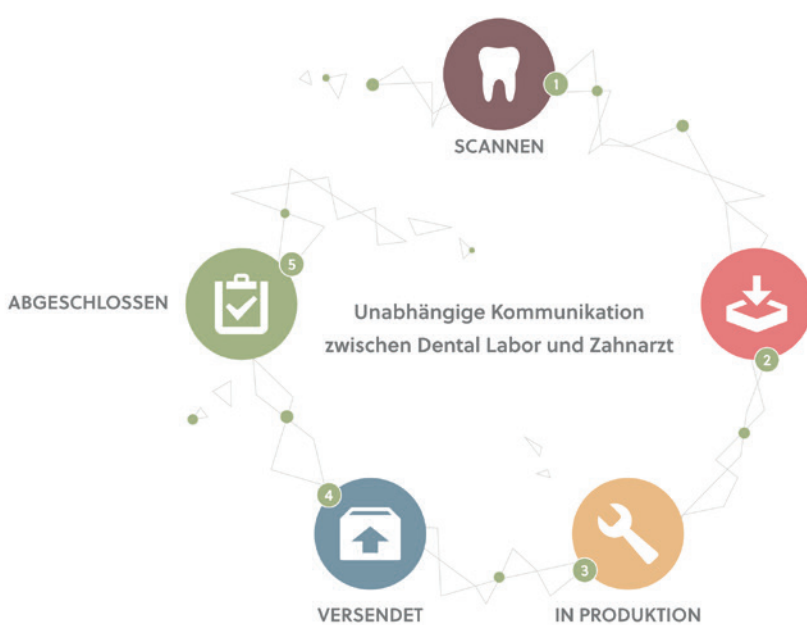 1
SCANNEN
5
ABGESCHLOSSEN
Unabhängige Kommunikation
zwischen Dental Labor und Zahnarzt
2
4
3
VERSENDET
IN PRODUKTION